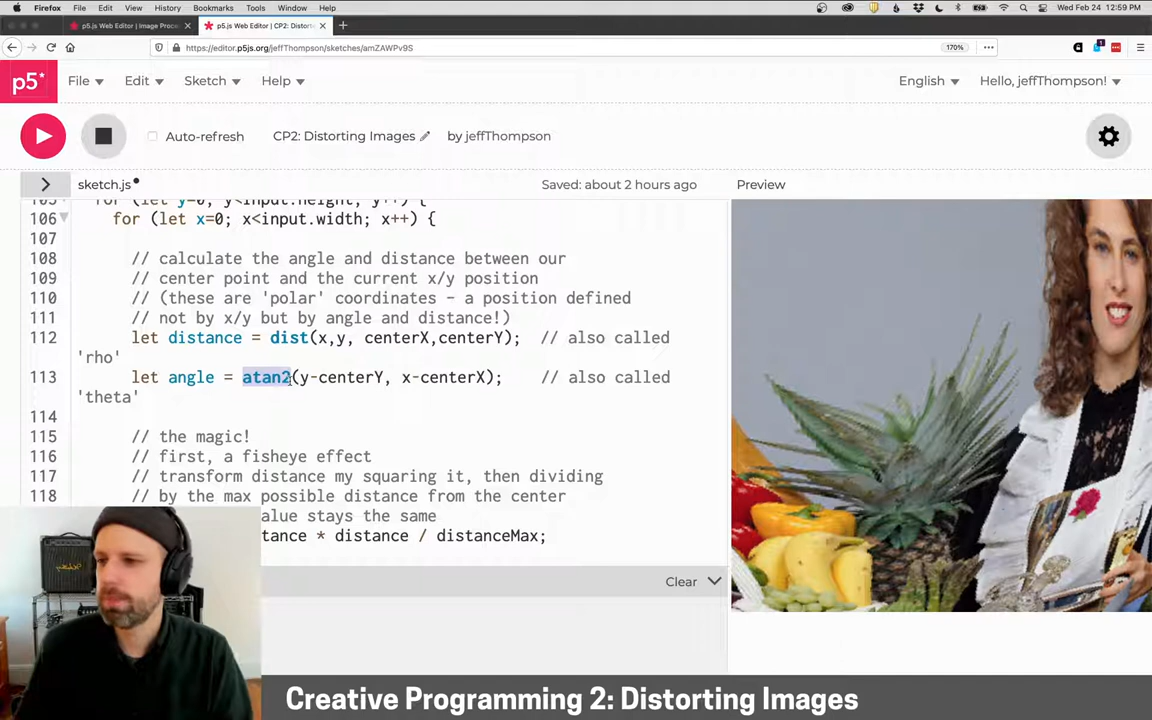 Firefox File Edit View History Bookmarks Tools Window Help Wed Feb 24 12:59 PM
p5.js Web Editor | Image Proce
p5.js Web Editor | CP2: Distort
https://editor.p5js.org/jeffThompson/sketches/amZAWPv9S
170%
p5* File Edit Sketch Help English Hello, jeffThompson!
Auto-refresh CP2: Distorting Images by jeffThompson
sketch.js Saved: about 2 hours ago Preview
105 for (let y=0; y<input.height; y++) {
106 for (let x=0; x<input.width; x++) {
107
108 // calculate the angle and distance between our
109 // center point and the current x/y position
110 // (these are 'polar' coordinates - a position defined
111 // not by x/y but by angle and distance!)
112 let distance = dist(x,y, centerX,centerY); // also called
'rho'
113 let angle = atan2(y-centerY, x-centerX); // also called
'theta'
114
115 // the magic!
116 // first, a fisheye effect
117 // transform distance my squaring it, then dividing
118 // by the max possible distance from the center
alue stays the same
tance * distance / distanceMax;
Clear
Creative Programming 2: Distorting Images